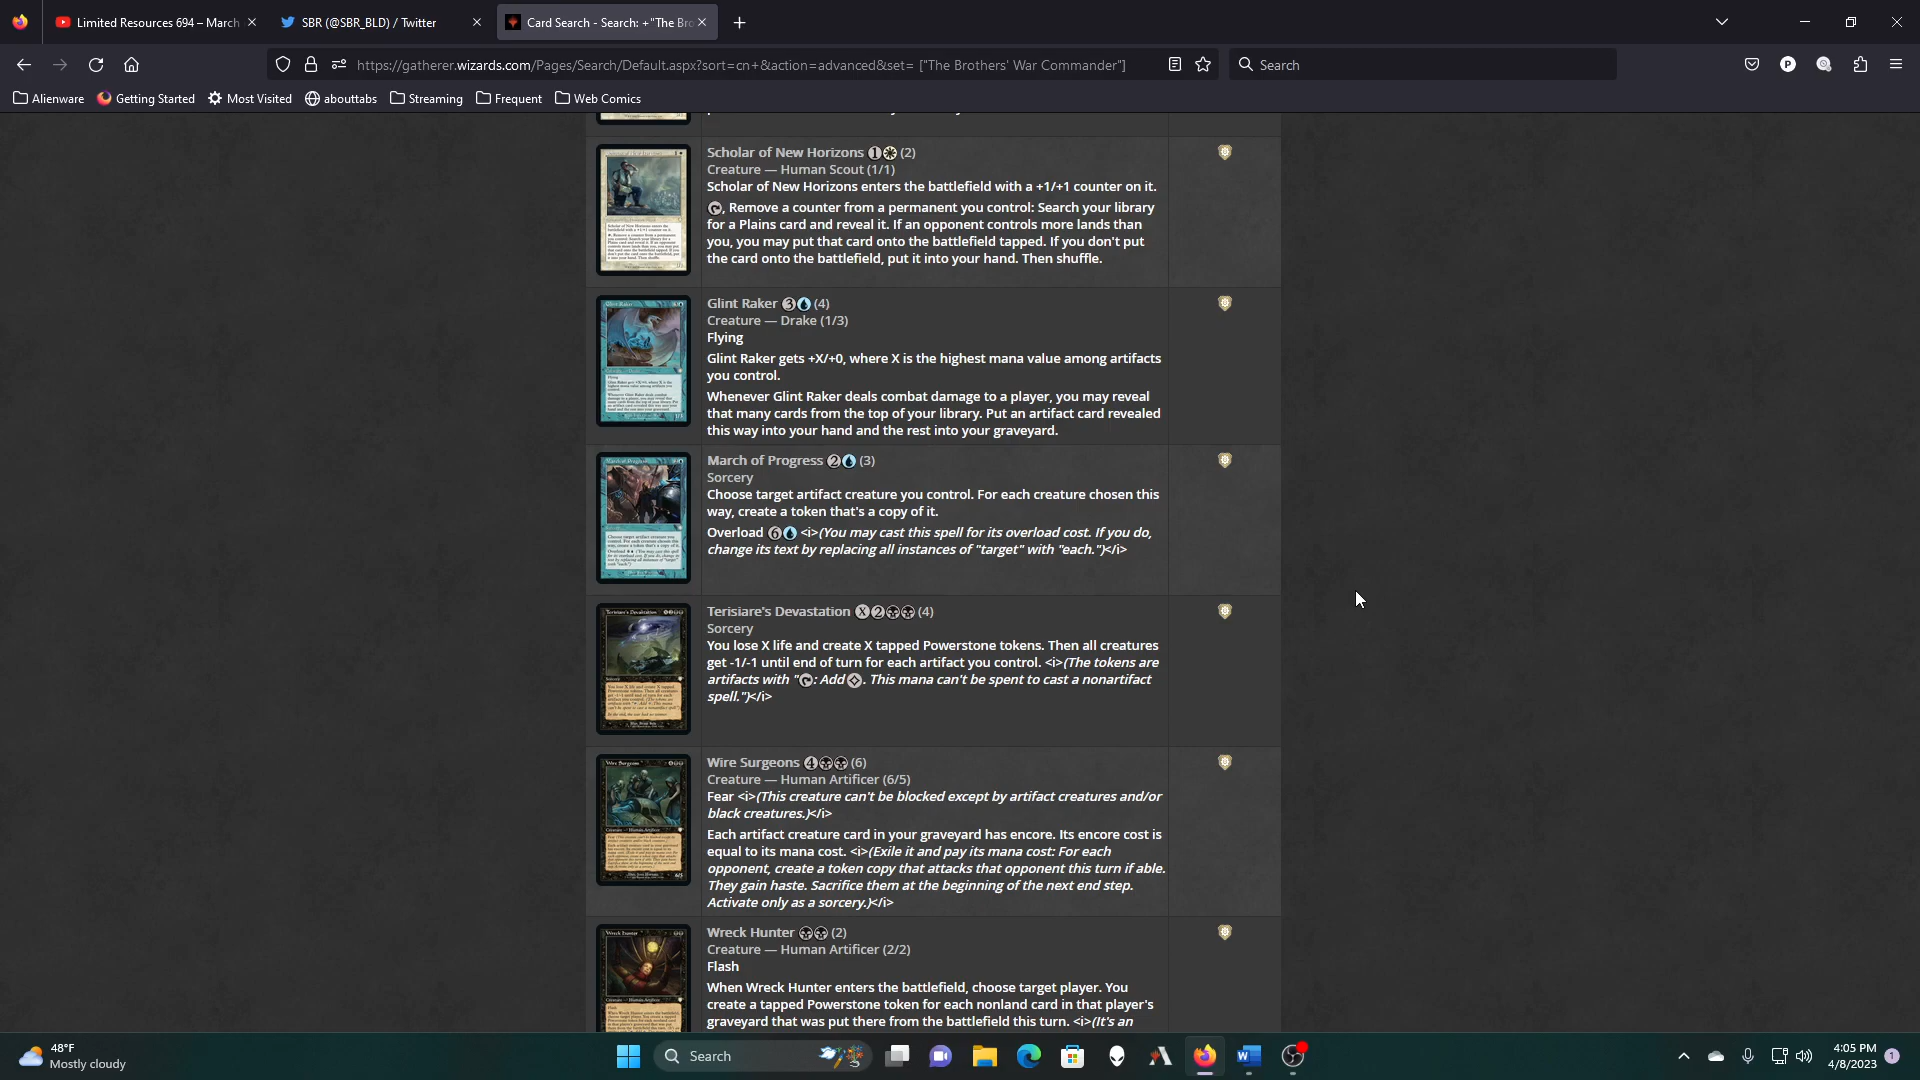 Limited Resources 694 – March
SBR (@SBR_BLD) / Twitter
Card Search - Search: +"The Bro
https://gatherer.wizards.com/Pages/Search/Default.aspx?sort=cn+&action=advanced&set= ["The Brothers' War Commander"]
Search
P
Alienware
Getting Started
Most Visited
abouttabs
Streaming
Frequent
Web Comics
Scholar of New Horizons 1 (2)
Creature — Human Scout (1/1)
Scholar of New Horizons enters the battlefield with a +1/+1 counter on it.
, Remove a counter from a permanent you control: Search your library
for a Plains card and reveal it. If an opponent controls more lands than
you, you may put that card onto the battlefield tapped. If you don't put
the card onto the battlefield, put it into your hand. Then shuffle.
Glint Raker 3 (4)
Creature — Drake (1/3)
Flying
Glint Raker gets +X/+0, where X is the highest mana value among artifacts
you control.
Whenever Glint Raker deals combat damage to a player, you may reveal
that many cards from the top of your library. Put an artifact card revealed
this way into your hand and the rest into your graveyard.
March of Progress 2 (3)
Sorcery
Choose target artifact creature you control. For each creature chosen this
way, create a token that's a copy of it.
Overload 6 <i>(You may cast this spell for its overload cost. If you do,
change its text by replacing all instances of "target" with "each.")</i>
Terisiare's Devastation X 2 (4)
Sorcery
You lose X life and create X tapped Powerstone tokens. Then all creatures
get -1/-1 until end of turn for each artifact you control. <i>(The tokens are
artifacts with ": Add . This mana can't be spent to cast a nonartifact
spell.")</i>
Wire Surgeons 4 (6)
Creature — Human Artificer (6/5)
Fear <i>(This creature can't be blocked except by artifact creatures and/or
black creatures.)</i>
Each artifact creature card in your graveyard has encore. Its encore cost is
equal to its mana cost. <i>(Exile it and pay its mana cost: For each
opponent, create a token copy that attacks that opponent this turn if able.
They gain haste. Sacrifice them at the beginning of the next end step.
Activate only as a sorcery.)</i>
Wreck Hunter (2)
Creature — Human Artificer (2/2)
Flash
When Wreck Hunter enters the battlefield, choose target player. You
create a tapped Powerstone token for each nonland card in that player's
graveyard that was put there from the battlefield this turn. <i>(It's an
48°F
Mostly cloudy
Search
4:05 PM
4/8/2023
1